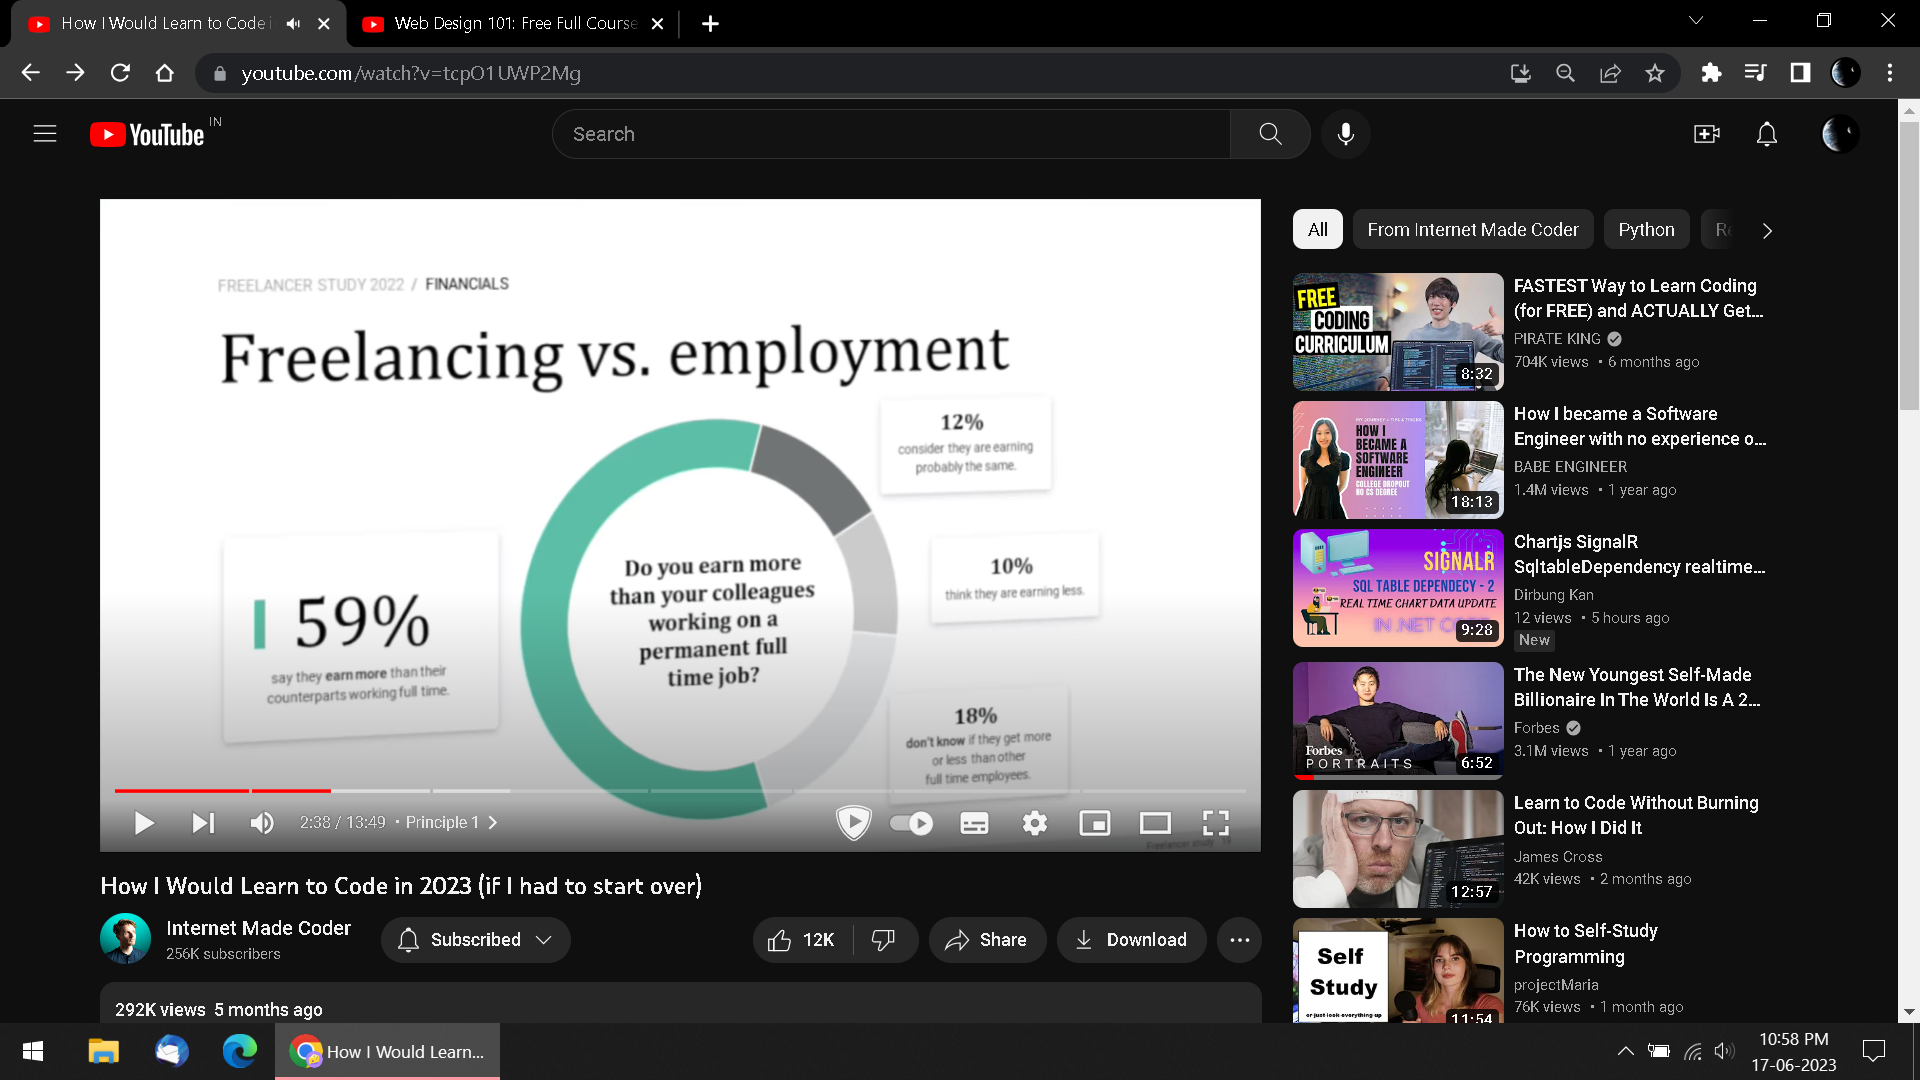 How I Would Learn to Code i
Web Design 101: Free Full Course
youtube.com/watch?v=tcpO1UWP2Mg
YouTube IN
Search
FREELANCER STUDY 2022 / FINANCIALS
Freelancing vs. employment
12%
consider they are earning
probably the same.
10%
think they are earning less.
59%
say they earn more than their
counterparts working full time.
Do you earn more
than your colleagues
working on a
permanent full
time job?
18%
don't know if they get more
or less than other
full time employees.
Freelancer study
2:38 / 13:49 • Principle 1
How I Would Learn to Code in 2023 (if I had to start over)
Internet Made Coder
256K subscribers
Subscribed
12K
Share
Download
292K views 5 months ago
All
From Internet Made Coder
Python
Re
FREE
CODING
CURRICULUM
8:32
FASTEST Way to Learn Coding
(for FREE) and ACTUALLY Get...
PIRATE KING
704K views • 6 months ago
HOW I
BECAME A
SOFTWARE
ENGINEER
COLLEGE DROPOUT
NO CS DEGREE
18:13
How I became a Software
Engineer with no experience o...
BABE ENGINEER
1.4M views • 1 year ago
SIGNALR
SQL TABLE DEPENDECY - 2
REAL TIME CHART DATA UPDATE
IN .NET CO
9:28
Chartjs SignalR
SqltableDependency realtime...
Dirbung Kan
12 views • 5 hours ago
New
Forbes
PORTRAITS
6:52
The New Youngest Self-Made
Billionaire In The World Is A 2...
Forbes
3.1M views • 1 year ago
12:57
Learn to Code Without Burning
Out: How I Did It
James Cross
42K views • 2 months ago
Self
Study
or just look everything up
11:54
How to Self-Study
Programming
projectMaria
76K views • 1 month ago
How I Would Learn...
10:58 PM
17-06-2023